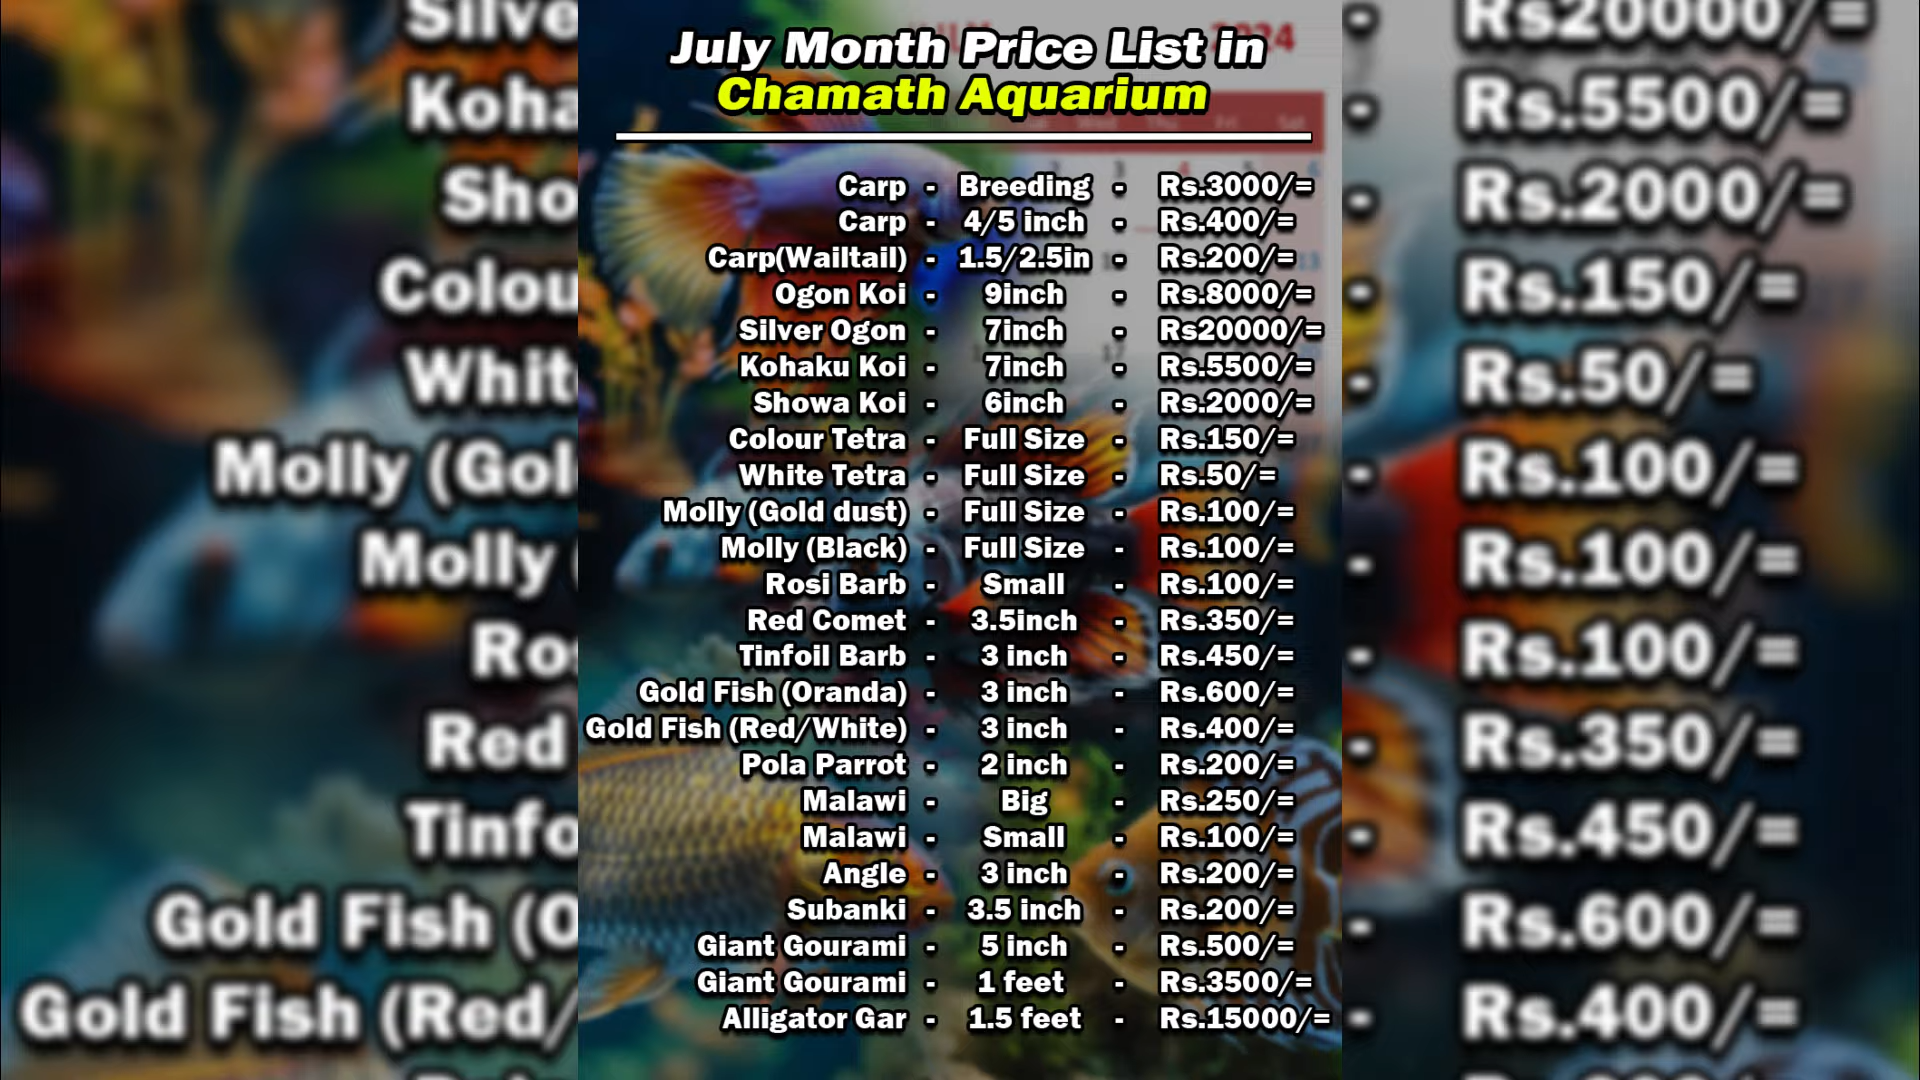 July Month Price List in
Chamath Aquarium
Carp - Breeding - Rs.3000/=
Carp - 4/5 inch - Rs.400/=
Carp(Wailtail) - 1.5/2.5in - Rs.200/=
Ogon Koi - 9inch - Rs.8000/=
Silver Ogon - 7inch - Rs20000/=
Kohaku Koi - 7inch - Rs.5500/=
Showa Koi - 6inch - Rs.2000/=
Colour Tetra - Full Size - Rs.150/=
White Tetra - Full Size - Rs.50/=
Molly (Gold dust) - Full Size - Rs.100/=
Molly (Black) - Full Size - Rs.100/=
Rosi Barb - Small - Rs.100/=
Red Comet - 3.5inch - Rs.350/=
Tinfoil Barb - 3 inch - Rs.450/=
Gold Fish (Oranda) - 3 inch - Rs.600/=
Gold Fish (Red/White) - 3 inch - Rs.400/=
Pola Parrot - 2 inch - Rs.200/=
Malawi - Big - Rs.250/=
Malawi - Small - Rs.100/=
Angle - 3 inch - Rs.200/=
Subanki - 3.5 inch - Rs.200/=
Giant Gourami - 5 inch - Rs.500/=
Giant Gourami - 1 feet - Rs.3500/=
Alligator Gar - 1.5 feet - Rs.15000/=